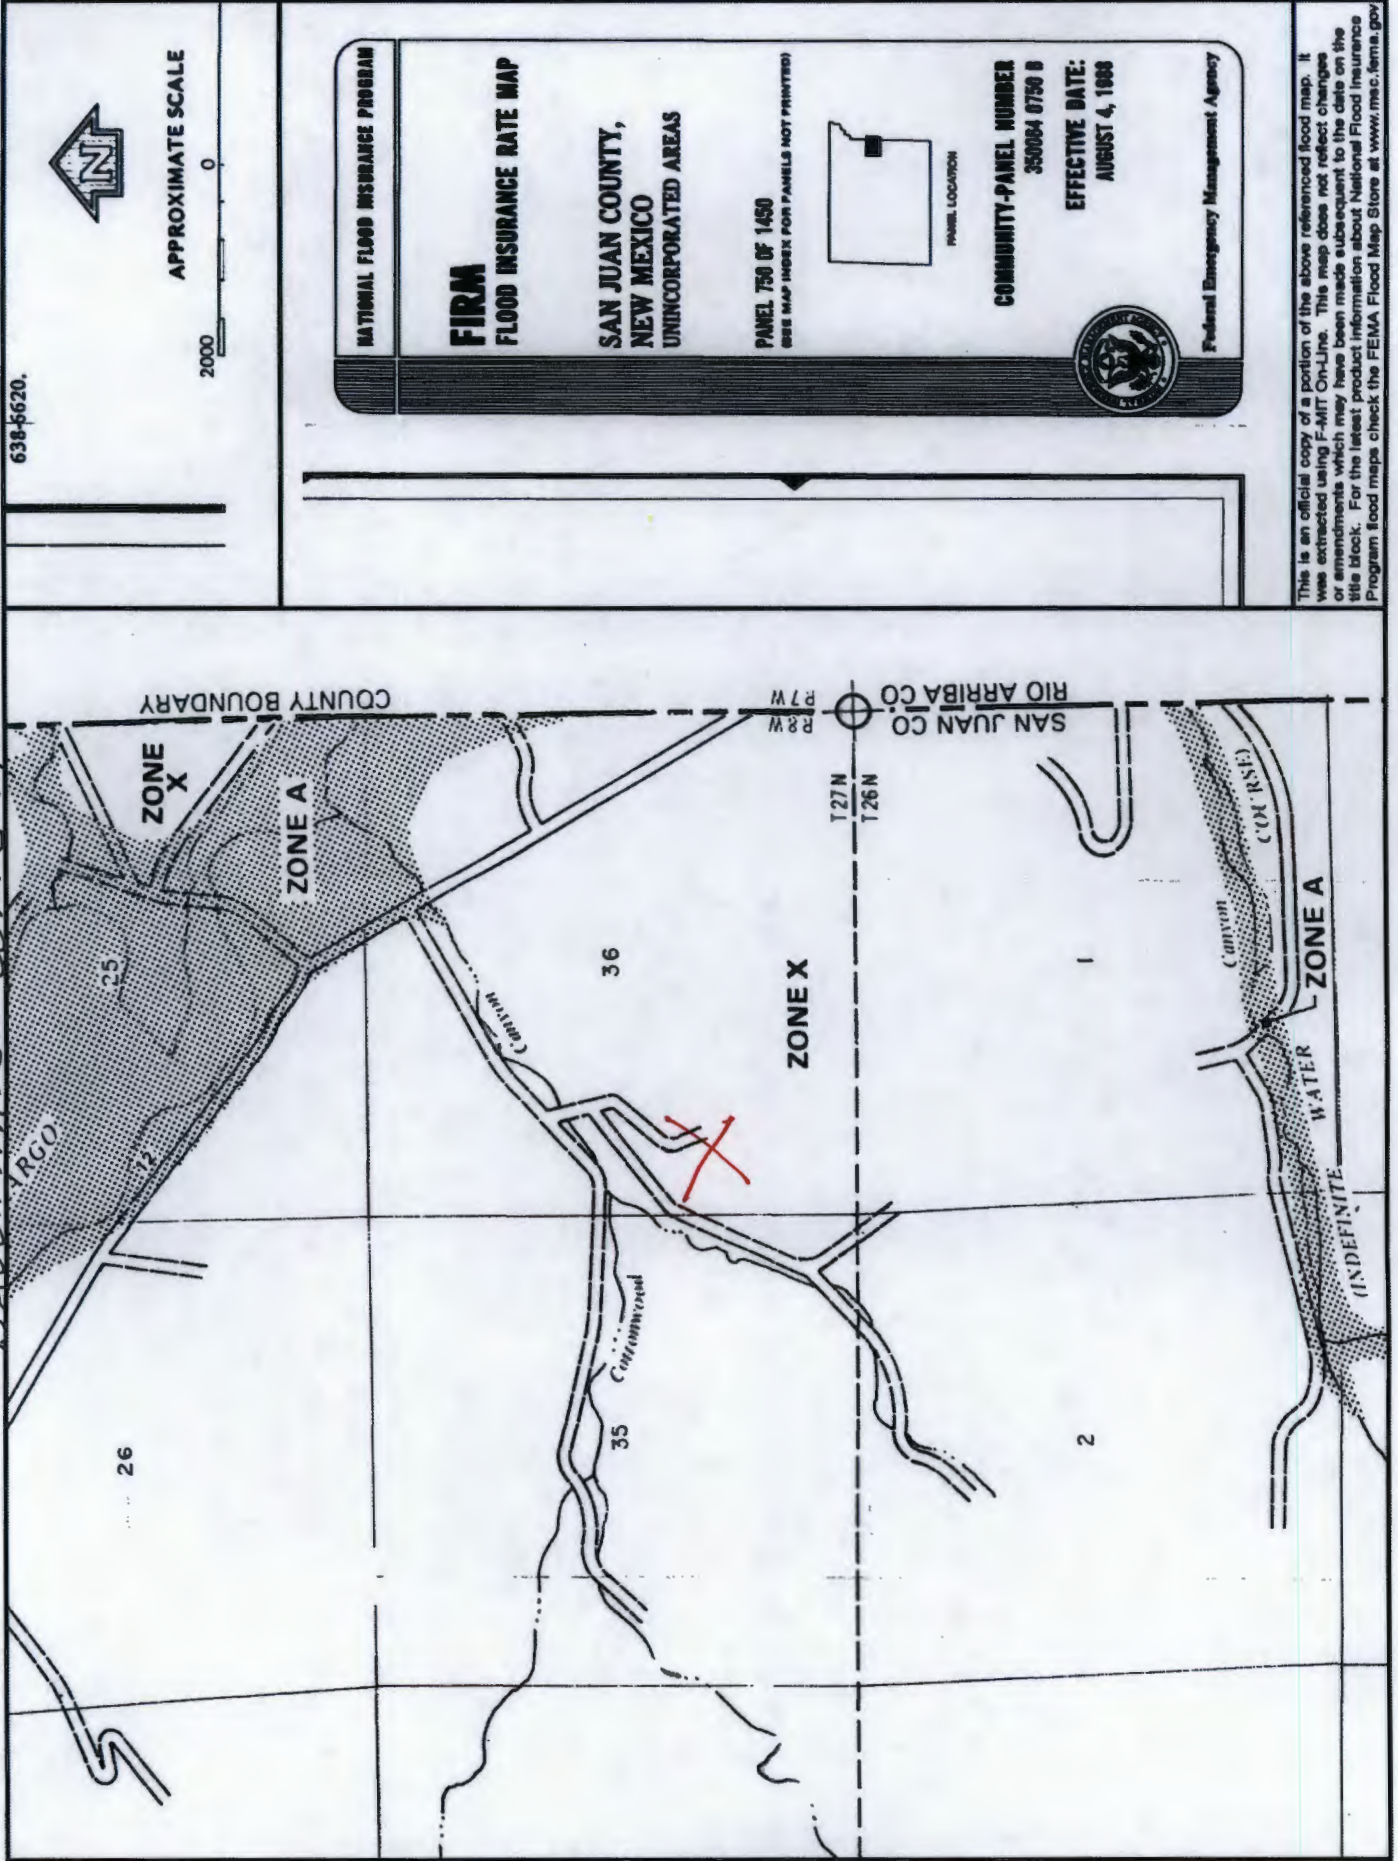 638-6620.
N
APPROXIMATE SCALE
2000 0
NATIONAL FLOOD INSURANCE PROGRAM
FIRM
FLOOD INSURANCE RATE MAP
SAN JUAN COUNTY,
NEW MEXICO
UNINCORPORATED AREAS
PANEL 750 OF 1450
(SEE MAP INDEX FOR PANELS NOT PRINTED)
PANEL LOCATION
COMMUNITY-PANEL NUMBER
350064 0750 B
EFFECTIVE DATE:
AUGUST 4, 1988
Federal Emergency Management Agency
This is an official copy of a portion of the above referenced flood map. It
was extracted using F-MIT On-Line. This map does not reflect changes
or amendments which may have been made subsequent to the date on the
title block. For the latest product information about National Flood Insurance
Program flood maps check the FEMA Flood Map Store at www.msc.fema.gov
COUNTY BOUNDARY
ZONE
X
ZONE A
25
ARGO
12
26
R7W
R8W
RIO ARRIBA CO
SAN JUAN CO
T27N
T26N
36
Canyon
ZONE X
Cottonwood
35
1
2
Canyon
COURSE)
ZONE A
WATER
(INDEFINITE